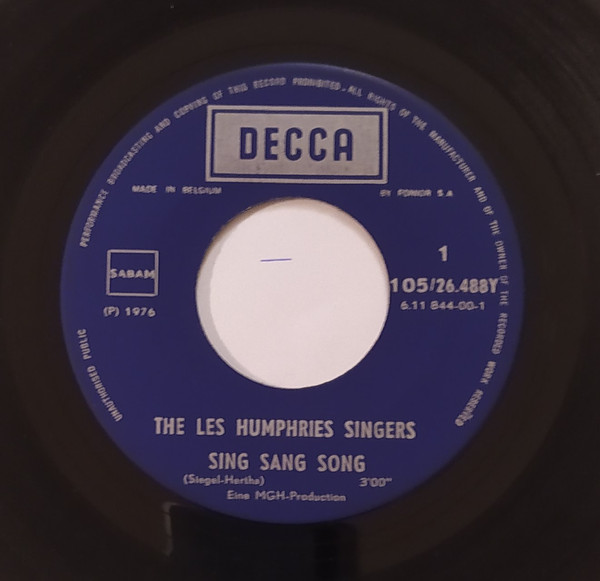 UNAUTHORISED PUBLIC PERFORMANCE BROADCASTING AND COPYING OF THIS RECORD PROHIBITED. ALL RIGHTS OF THE MANUFACTURER AND OF THE OWNER OF THE RECORDED WORK RESERVED
DECCA
MADE IN BELGIUM
BY FONIOR S.A
1
SABAM
105/26.488Y
6.11 844-00-1
(P) 1976
THE LES HUMPHRIES SINGERS
SING SANG SONG
(Siegel-Hertha) 3'00"
Eine MGH-Production